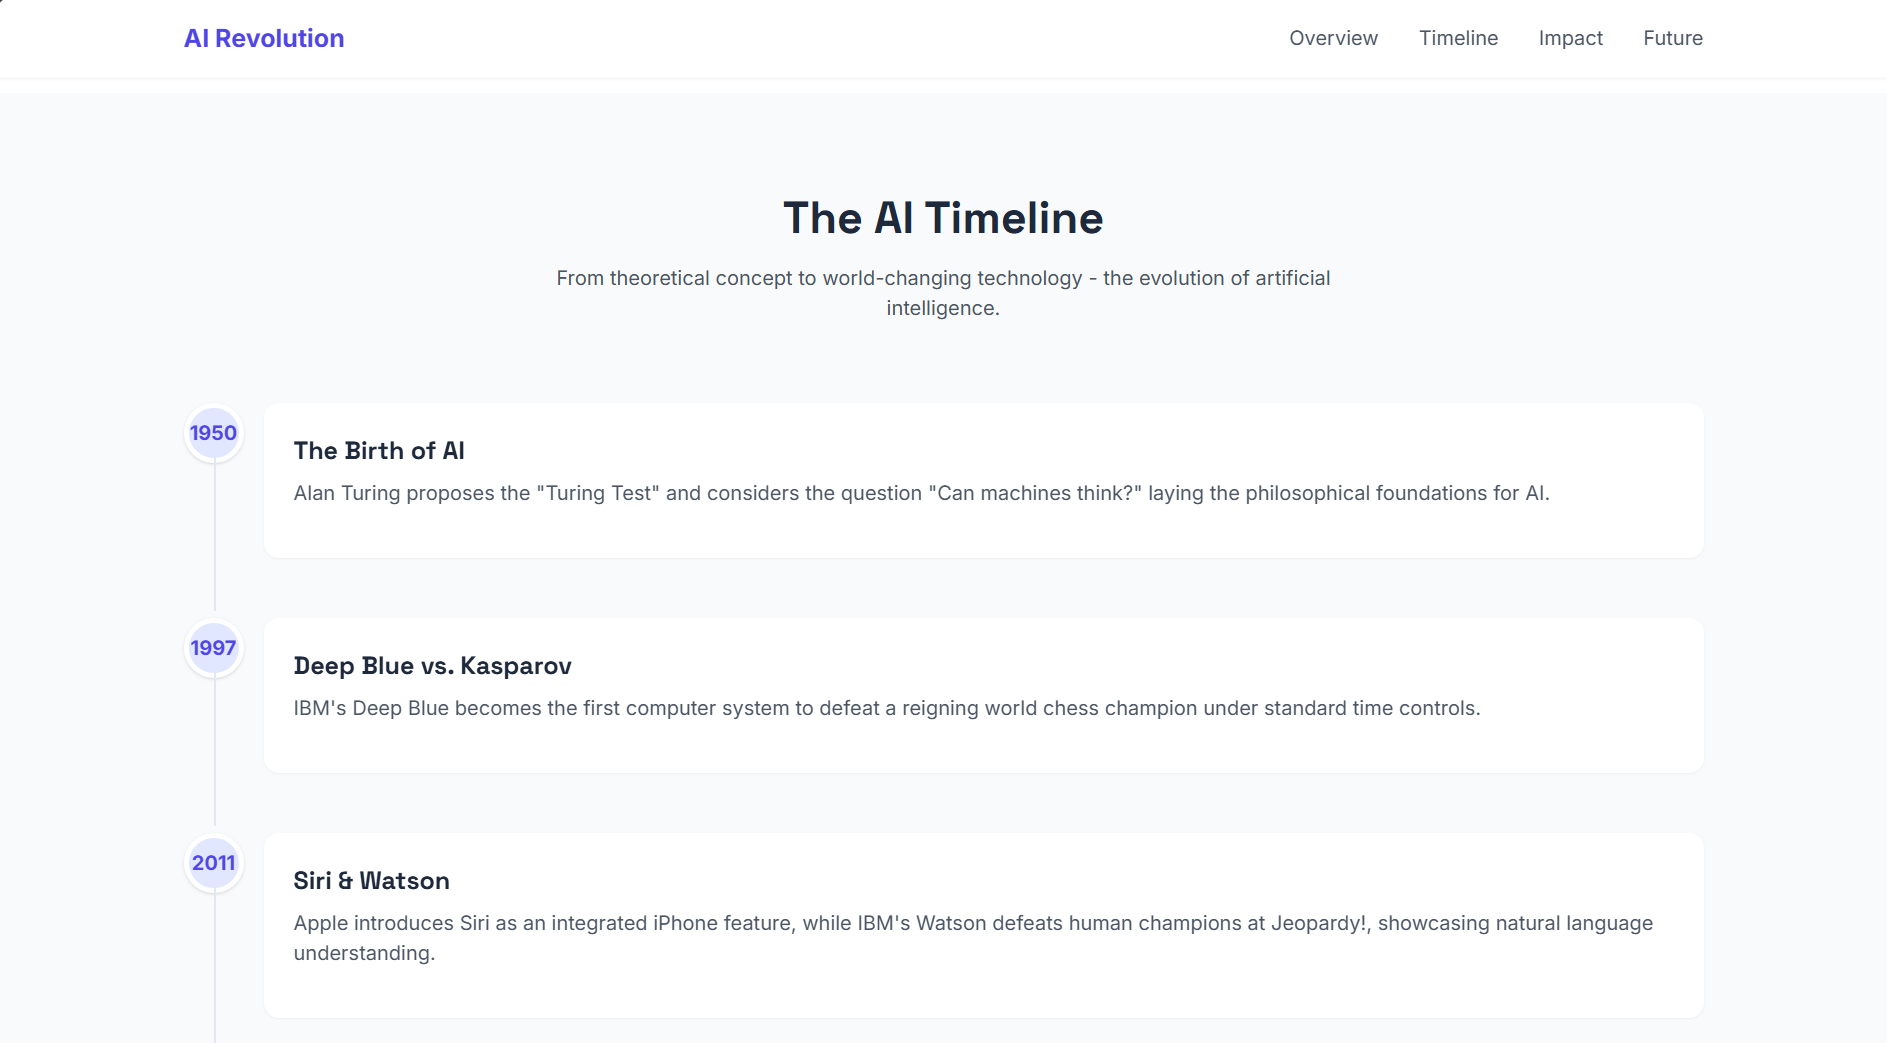 AI Revolution
Overview
Timeline
Impact
Future
The AI Timeline
From theoretical concept to world-changing technology - the evolution of artificial
intelligence.
1950
The Birth of AI
Alan Turing proposes the "Turing Test" and considers the question "Can machines think?" laying the philosophical foundations for AI.
1997
Deep Blue vs. Kasparov
IBM's Deep Blue becomes the first computer system to defeat a reigning world chess champion under standard time controls.
2011
Siri & Watson
Apple introduces Siri as an integrated iPhone feature, while IBM's Watson defeats human champions at Jeopardy!, showcasing natural language
understanding.